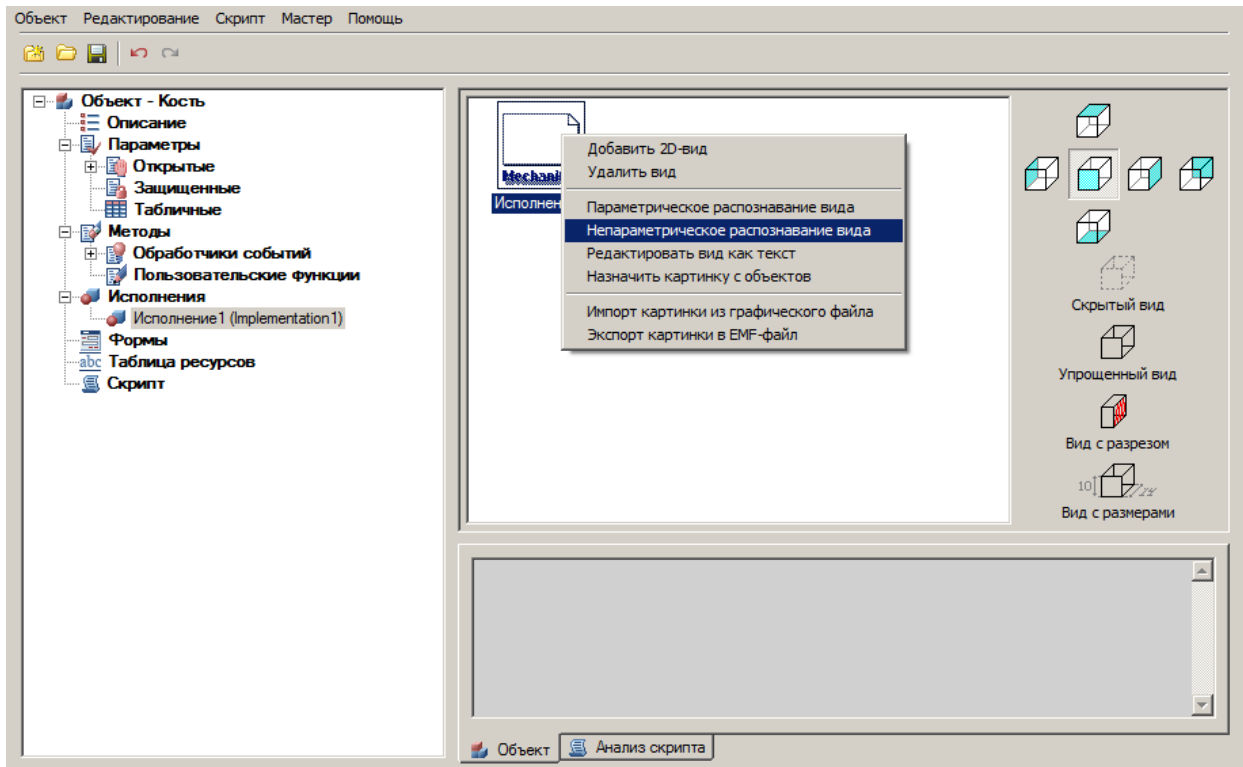 Объект Редактирование Скрипт Мастер Помощь
Объект - Кость
Описание
Параметры
Открытые
Защищенные
Табличные
Методы
Обработчики событий
Пользовательские функции
Исполнения
Исполнение1 (Implementation1)
Формы
abc Таблица ресурсов
Скрипт
Mechani
Исполнен
Добавить 2D-вид
Удалить вид
Параметрическое распознавание вида
Непараметрическое распознавание вида
Редактировать вид как текст
Назначить картинку с объектов
Импорт картинки из графического файла
Экспорт картинки в EMF-файл
Скрытый вид
Упрощенный вид
Вид с разрезом
10
Вид с размерами
Объект Анализ скрипта